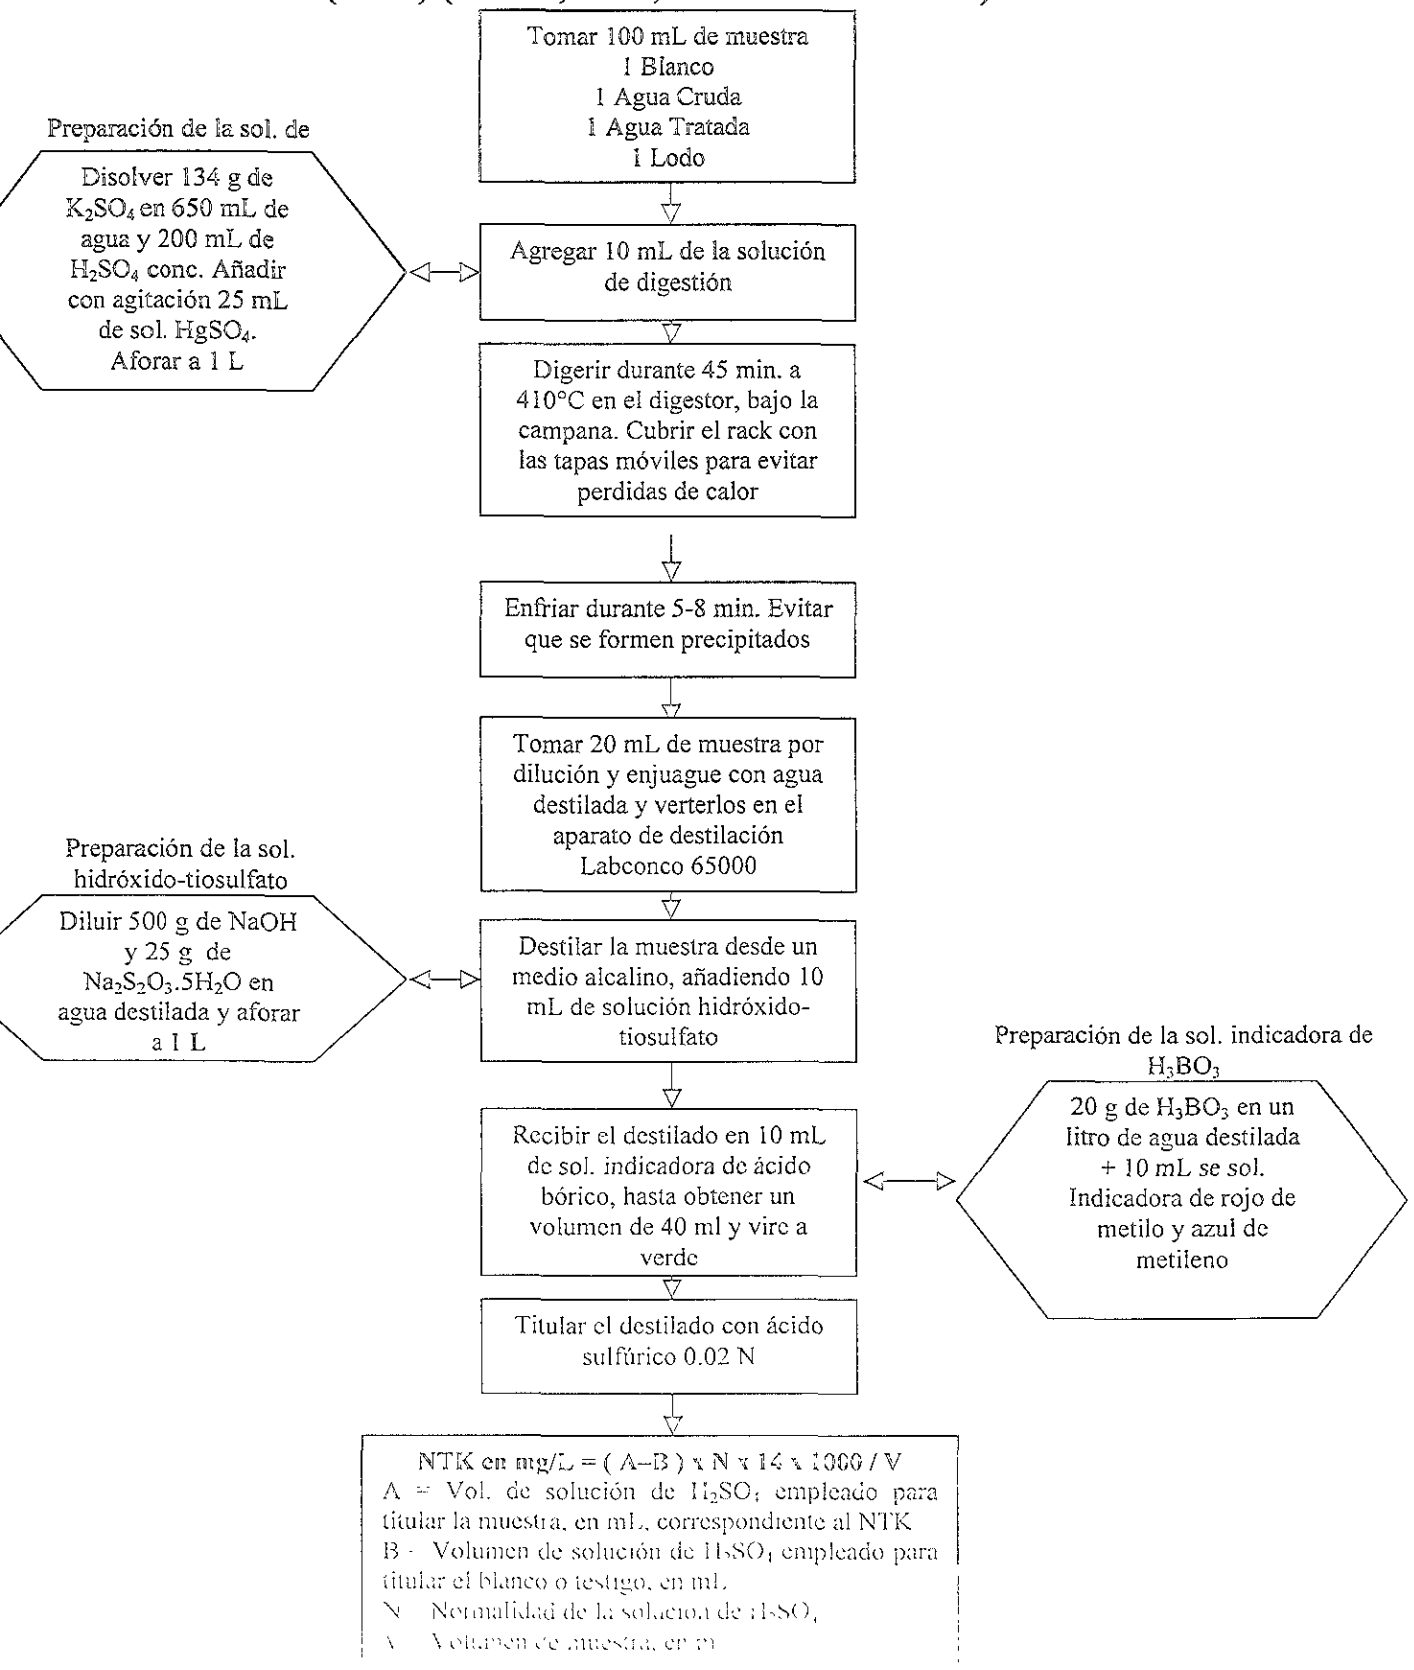 Tomar 100 mL de muestra
1 Blanco
1 Agua Cruda
1 Agua Tratada
1 Lodo
Preparación de la sol. de
Disolver 134 g de
K₂SO₄ en 650 mL de
agua y 200 mL de
H₂SO₄ conc. Añadir
con agitación 25 mL
de sol. HgSO₄.
Aforar a 1 L
Agregar 10 mL de la solución
de digestión
Digerir durante 45 min. a
410°C en el digestor, bajo la
campana. Cubrir el rack con
las tapas móviles para evitar
perdidas de calor
Enfriar durante 5-8 min. Evitar
que se formen precipitados
Tomar 20 mL de muestra por
dilución y enjuague con agua
destilada y verterlos en el
aparato de destilación
Labconco 65000
Preparación de la sol.
hidróxido-tiosulfato
Diluir 500 g de NaOH
y 25 g de
Na₂S₂O₃.5H₂O en
agua destilada y aforar
a 1 L
Destilar la muestra desde un
medio alcalino, añadiendo 10
mL de solución hidróxido-
tiosulfato
Preparación de la sol. indicadora de
H₃BO₃
20 g de H₃BO₃ en un
litro de agua destilada
+ 10 mL se sol.
Indicadora de rojo de
metilo y azul de
metileno
Recibir el destilado en 10 mL
de sol. indicadora de ácido
bórico, hasta obtener un
volumen de 40 ml y vire a
verde
Titular el destilado con ácido
sulfúrico 0.02 N
NTK en mg/L = ( A–B ) x N x 14 x 1000 / V
A = Vol. de solución de H₂SO₄ empleado para
titular la muestra, en mL, correspondiente al NTK
B - Volumen de solución de H₂SO₄ empleado para
titular el blanco o testigo, en mL
N Normalidad de la solución de H₂SO₄
V Volumen de muestra, en m